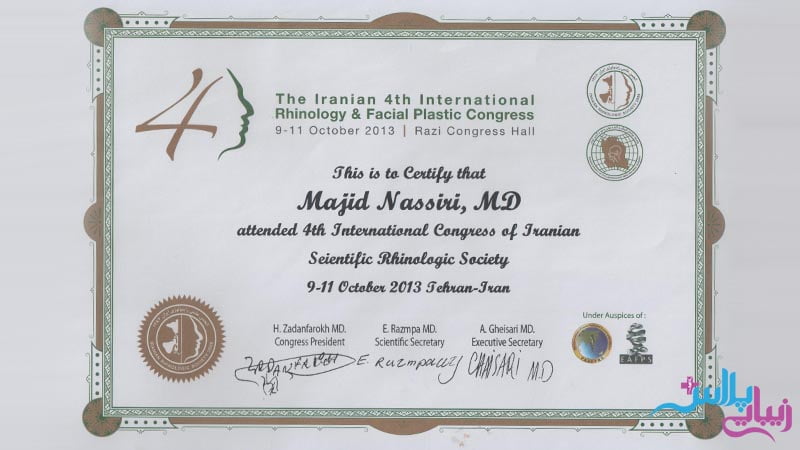 4
The Iranian 4th International
Rhinology & Facial Plastic Congress
9-11 October 2013 | Razi Congress Hall
This is to Certify that
Majid Nassiri, MD
attended 4th International Congress of Iranian
Scientific Rhinologic Society
9-11 October 2013 Tehran-Iran
H. Zadanfarokh MD.
Congress President
E. Razmpa MD.
Scientific Secretary
A. Gheisari MD.
Executive Secretary
E. Razmpa
GHEISARI M D
Under Auspices of :
EAFPS
زیبایی پلاس